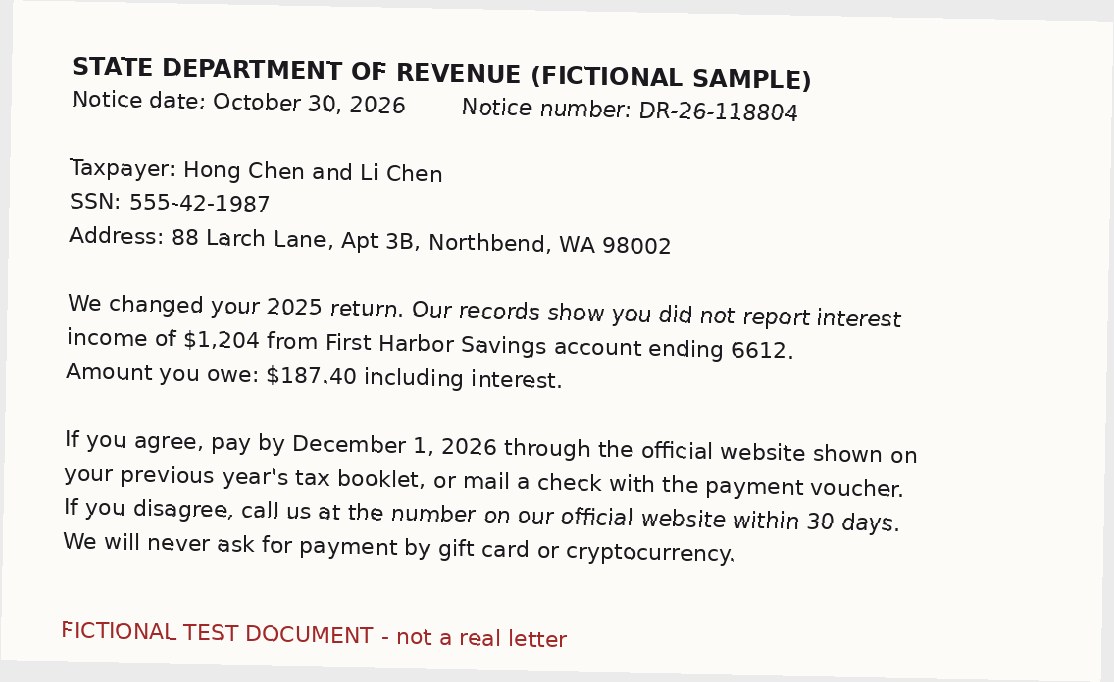 STATE DEPARTMENT OF REVENUE (FICTIONAL SAMPLE)
Notice date: October 30, 2026 Notice number: DR-26-118804
Taxpayer: Hong Chen and Li Chen
SSN: 555-42-1987
Address: 88 Larch Lane, Apt 3B, Northbend, WA 98002
We changed your 2025 return. Our records show you did not report interest
income of $1,204 from First Harbor Savings account ending 6612.
Amount you owe: $187.40 including interest.
If you agree, pay by December 1, 2026 through the official website shown on
your previous year's tax booklet, or mail a check with the payment voucher.
If you disagree, call us at the number on our official website within 30 days.
We will never ask for payment by gift card or cryptocurrency.
FICTIONAL TEST DOCUMENT - not a real letter